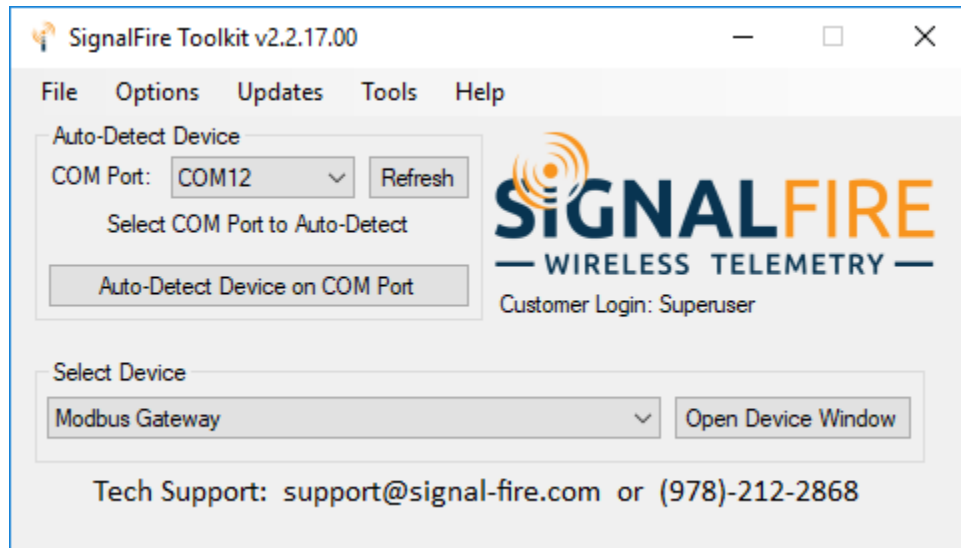 SignalFire Toolkit v2.2.17.00
File Options Updates Tools Help
Auto-Detect Device
COM Port: COM12 Refresh
Select COM Port to Auto-Detect
Auto-Detect Device on COM Port
SIGNALFIRE
WIRELESS TELEMETRY
Customer Login: Superuser
Select Device
Modbus Gateway Open Device Window
Tech Support: support@signal-fire.com or (978)-212-2868